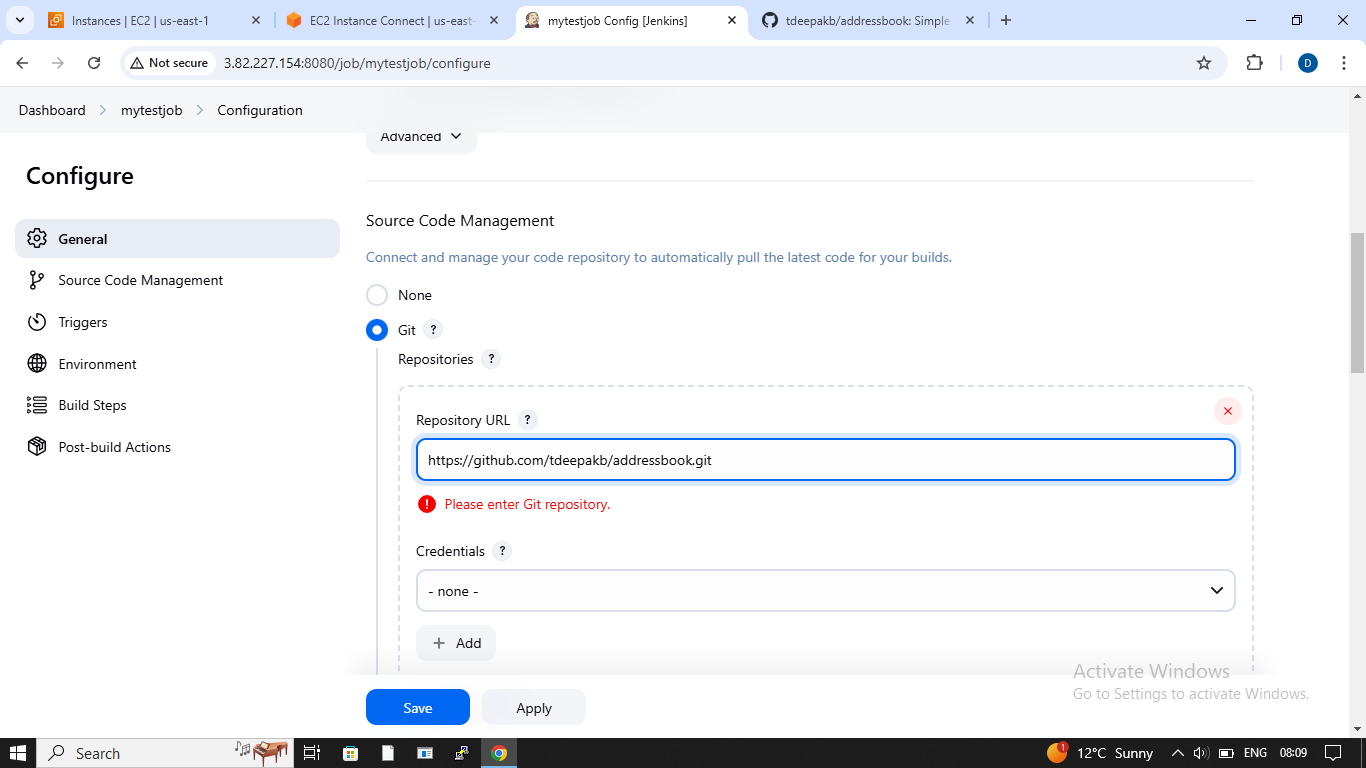 Instances | EC2 | us-east-1
EC2 Instance Connect | us-east-
mytestjob Config [Jenkins]
tdeepakb/addressbook: Simple
Not secure
3.82.227.154:8080/job/mytestjob/configure
D
Dashboard
mytestjob
Configuration
Advanced
Configure
General
Source Code Management
Triggers
Environment
Build Steps
Post-build Actions
Source Code Management
Connect and manage your code repository to automatically pull the latest code for your builds.
None
Git ?
Repositories ?
Repository URL ?
https://github.com/tdeepakb/addressbook.git
Please enter Git repository.
Credentials ?
- none -
+ Add
Save
Apply
Activate Windows
Go to Settings to activate Windows.
Search
1
12°C Sunny
ENG
08:09